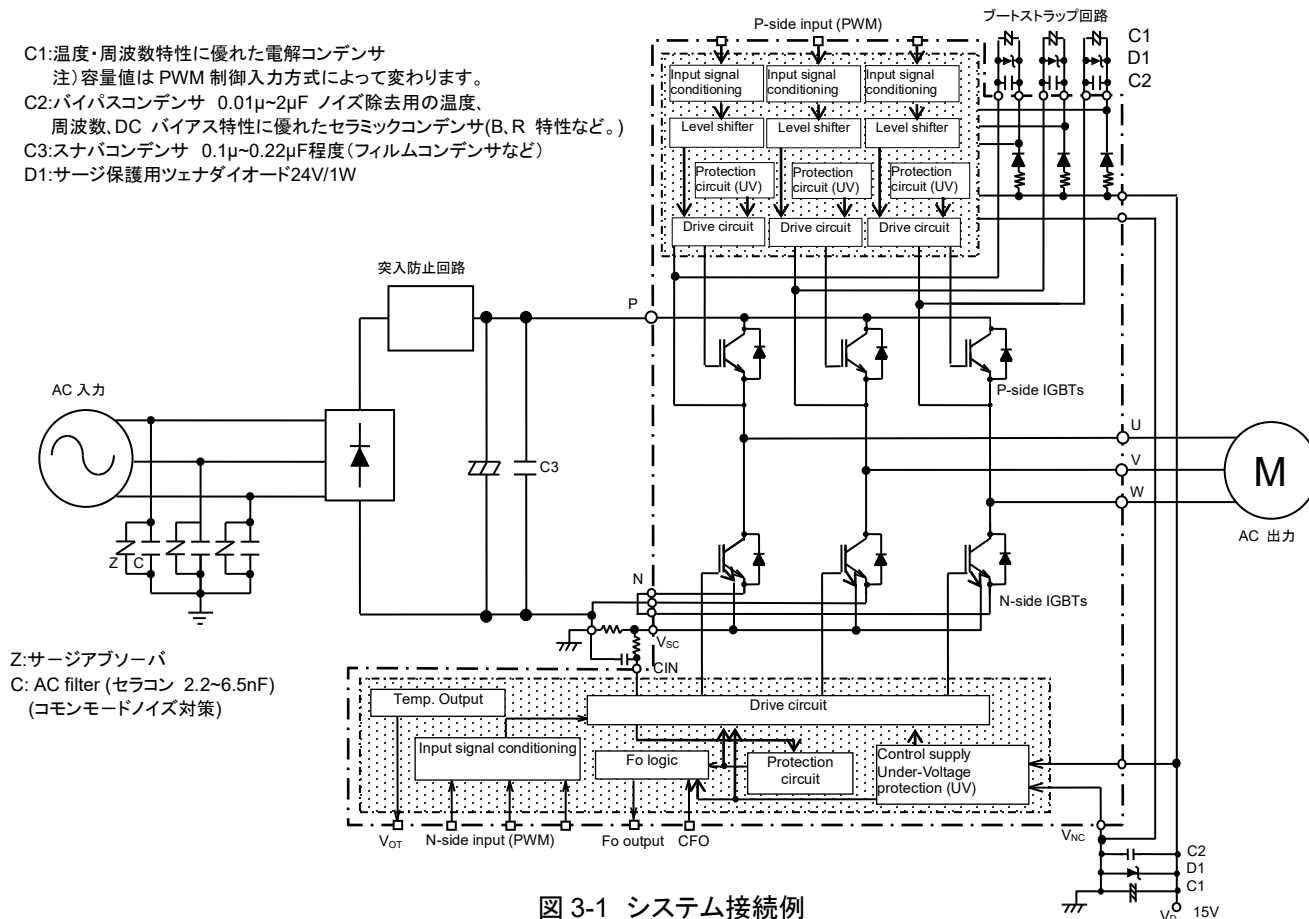 C1:温度・周波数特性に優れた電解コンデンサ
注)容量値は PWM 制御入力方式によって変わります。
C2:バイパスコンデンサ 0.01μ~2μF ノイズ除去用の温度、
周波数、DC バイアス特性に優れたセラミックコンデンサ(B、R 特性など。)
C3:スナバコンデンサ 0.1μ~0.22μF程度(フィルムコンデンサなど)
D1:サージ保護用ツェナダイオード24V/1W
P-side input (PWM)
ブートストラップ回路
C1
D1
C2
Input signal conditioning
Input signal conditioning
Input signal conditioning
Level shifter
Level shifter
Level shifter
Protection circuit (UV)
Protection circuit (UV)
Protection circuit (UV)
Drive circuit
Drive circuit
Drive circuit
突入防止回路
P
AC 入力
P-side IGBTs
C3
U
V
W
M
AC 出力
Z
C
N
N-side IGBTs
VSC
CIN
Z:サージアブソーバ
C: AC filter (セラコン 2.2~6.5nF)
(コモンモードノイズ対策)
Temp. Output
Drive circuit
Input signal conditioning
Fo logic
Protection circuit
Control supply
Under-Voltage
protection (UV)
VOT
N-side input (PWM)
Fo output
CFO
VNC
C2
D1
C1
VD
15V
図 3-1 システム接続例